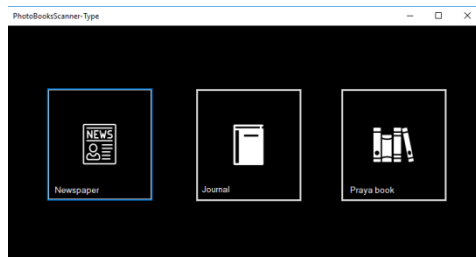 PhotoBooksScanner-Type
NEWS
Newspaper
Journal
Praya book